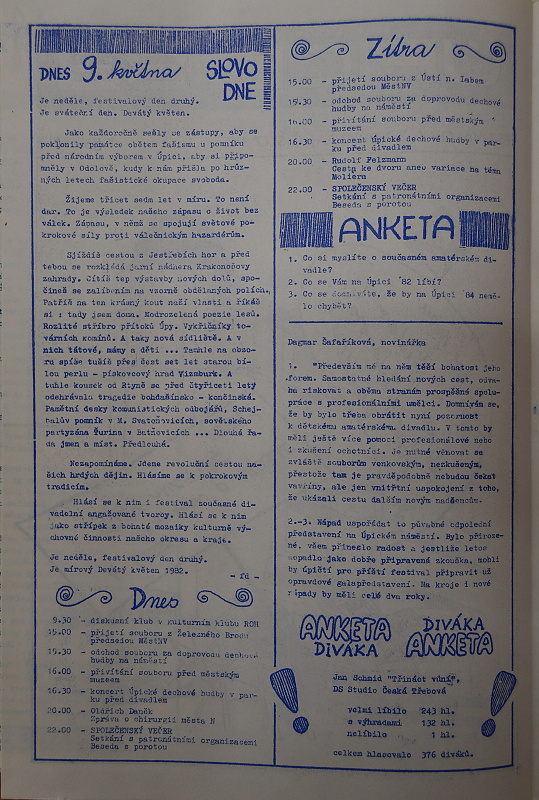 DNES 9. května SLOVO DNE
Je neděle, festivalový den druhý.
Je sváteční den. Devátý květen.
Jako každoročně sešly se zástupy, aby se
poklonily památce obětem fašismu u pomníku
před národním výborem v Úpici, aby si připo-
mněly v Odolově, kudy k nám přišla po hrůz-
ných letech fašistické okupace svoboda.
Žijeme třicet sedm let v míru. To není
dar. To je výsledek našeho zápasu o život bez
válek. Zápasu, v němž se spojují světové po-
krokové síly proti válečnickým hazardérům.
Sjíždíš cestou z Jestřebích hor a před
tebou se rozkládá jarní nádhera Krakonošovy
zahrady. Cítíš tep výstavby nových dolů, spo-
čineš se zalíbením na vzorně obdělaných polích.
Patříš na ten krásný kout naší vlasti a říkáš
si : tady jsem doma. Modrozelená poezie lesů.
Rozlité stříbro přítoků Úpy. Vykřičníky to-
várních komínů. A taky nová sídliště. A v
nich tátové, mámy a děti ... Tamhle na obzo-
ru spíše tušíš přes šest set let starou bí-
lou perlu - pískovcový hrad Vízmburk. A
tuhle kousek od Rtyně se před čtyřiceti lety
odehrávala tragedie bohdašínsko - končinská.
Pamětní desky komunistických odbojářů, Schej-
balův pomník v M. Svatoňovicích, sovětského
partyzána Turina v Batňovicích ... Dlouhá řa-
da jmen a míst. Předlouhá.
Nezapomínáme. Jdeme revoluční cestou na-
šich hrdých dějin. Hlásíme se k pokrokovým
tradicím.
Hlásí se k nim i festival současné di-
vadelní angažované tvorby. Hlásí se k nim
jako střípek z bohaté mozaiky kulturně vý-
chovné činnosti našeho okresu a kraje.
Je neděle, festivalový den druhý.
Je mírový Devátý květen 1982.
- fd -
Dnes
9.30 - diskusní klub v kulturním klubu ROH
15.00 - přijetí souboru z Železného Brodu
předsedou MěstNV
15.30 - odchod souboru za doprovodu dechové
hudby na náměstí
16.00 - přivítání souboru před městským
muzeem
16.30 - koncert Úpické dechové hudby v par-
ku před divadlem
20.00 - Oldřich Daněk
Zpráva o chirurgii města N
22.00 - SPOLEČENSKÝ VEČER
Setkání s patronátními organizacemi
Beseda s porotou
Zítra
15.00 - přijetí souboru z Ústí n. Labem
předsedou MěstNV
15.30 - odchod souboru za doprovodu dechové
hudby na náměstí
16.00 - přivítání souboru před městským
muzeem
16.30 - koncert Úpické dechové hudby v par-
ku před divadlem
20.00 - Rudolf Felzmann
Cesta ke dvoru aneb variace na téma
Moliera
22.00 - SPOLEČENSKÝ VEČER
Setkání s patronátními organizacemi
Beseda s porotou
ANKETA
1. Co si myslíte o současném amatérském di-
vadle?
2. Co se Vám na Úpici '82 líbí?
3. Co se domníváte, že by na Úpici '84 nemě-
lo chybět?
Dagmar Šafaříková, novinářka
1. "Především mě na něm těší bohatost jeho
forem. Samostatné hledání nových cest, odva-
ha riskovat a oběma stranám prospěšné spolu-
práce s profesionálními umělci. Domnívám se,
že by bylo třeba obrátit nyní pozornost
k dětskému amatérskému divadlu. V tomto by
měli ještě více pomoci profesionálové nebo
i zkušení ochotníci. Je nutné věnovat se
zvláště souborům venkovským, nezkušeným,
přestože tam je pravděpodobně nebudou čekat
vavříny, ale jen vnitřní uspokojení z toho,
že ukázali cestu dalším novým nadšencům.
2.-3. Nápad uspořádat to půvabné odpolední
představení na Úpickém náměstí. Bylo přiroze-
né, všem přineslo radost a jestliže letos
dopadlo jako dobře připravená zkouška, mohli
by úpičtí pro příští festival připravit už
opravdové galapředstavení. Na kroje i nové
nápady by měli celé dva roky.
ANKETA DIVÁKA
DIVÁKA ANKETA
Jan Schmid "Třináct vůní",
DS Studio Česká Třebová
velmi líbilo 243 hl.
s výhradami 132 hl.
nelíbilo 1 hl.
celkem hlasovalo 376 diváků.